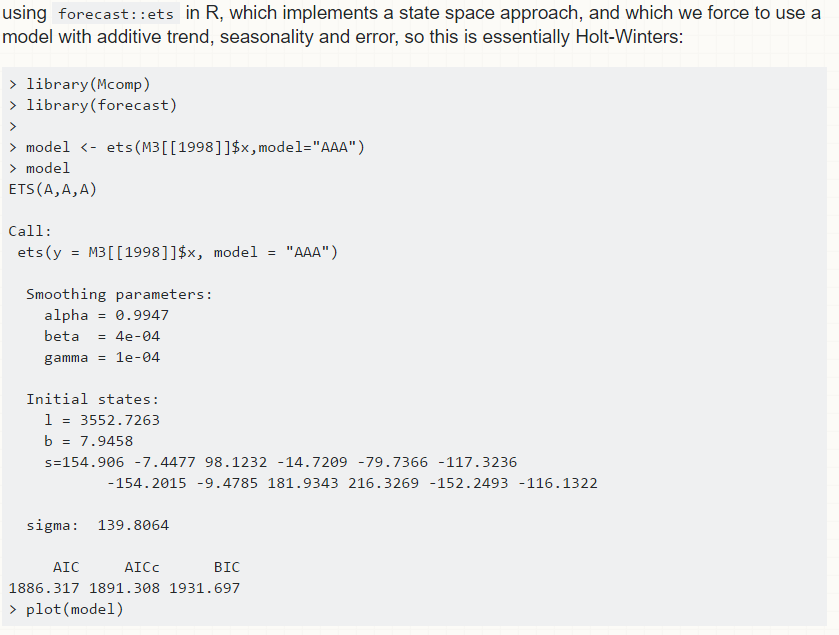 using forecast::ets in R, which implements a state space approach, and which we force to use a
model with additive trend, seasonality and error, so this is essentially Holt-Winters:
> library(Mcomp)
> library(forecast)
>
> model <- ets(M3[[1998]]$x,model="AAA")
> model
ETS(A,A,A)
Call:
 ets(y = M3[[1998]]$x, model = "AAA")
  Smoothing parameters:
    alpha = 0.9947
    beta  = 4e-04
    gamma = 1e-04
  Initial states:
    l = 3552.7263
    b = 7.9458
    s=154.906 -7.4477 98.1232 -14.7209 -79.7366 -117.3236
           -154.2015 -9.4785 181.9343 216.3269 -152.2493 -116.1322
  sigma:  139.8064
     AIC     AICc      BIC
1886.317 1891.308 1931.697
> plot(model)